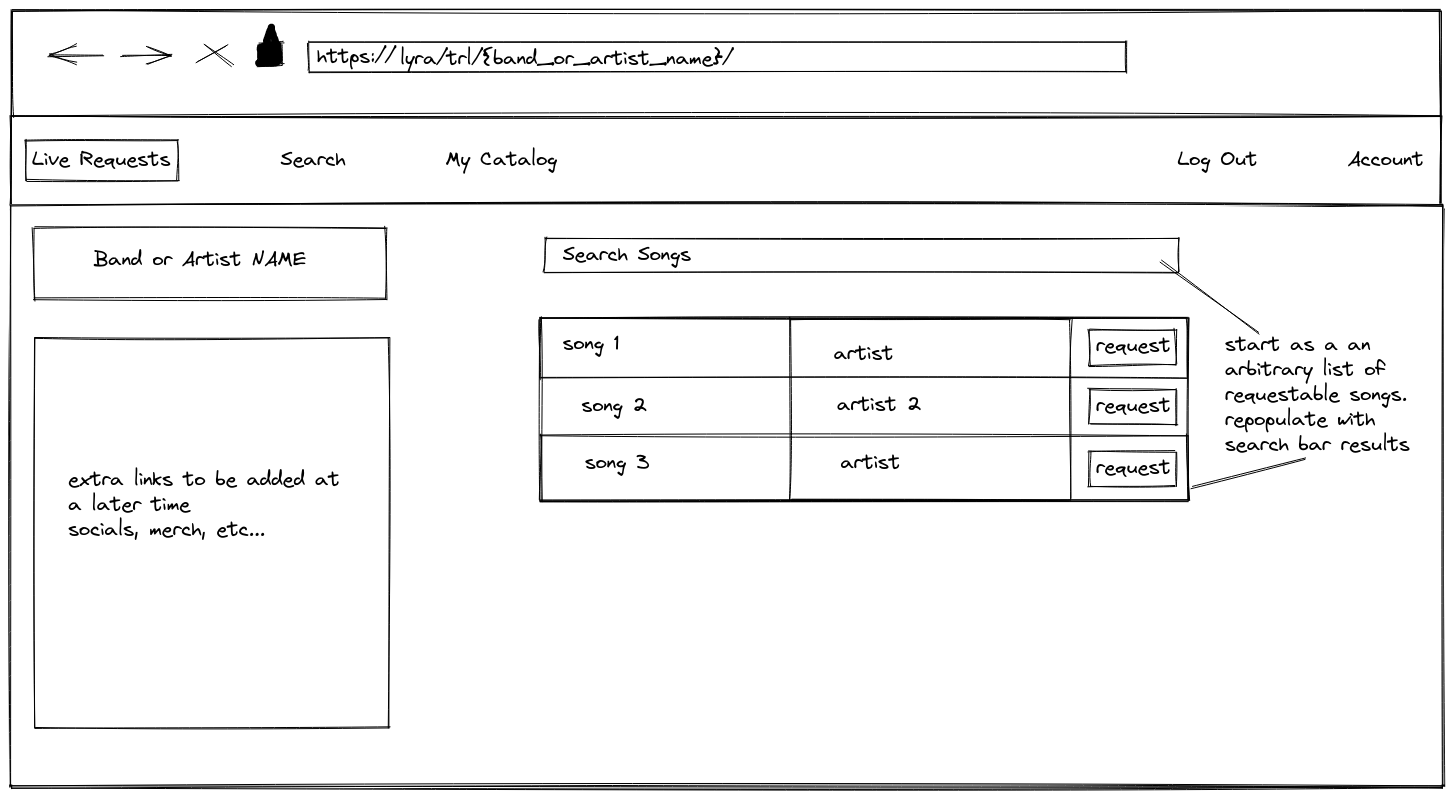 https://lyra/trl/{band_or_artist_name}/
Live Requests Search My Catalog Log Out Account
Band or Artist NAME
extra links to be added at
a later time
socials, merch, etc...
Search Songs
song 1 artist request
song 2 artist 2 request
song 3 artist request
start as a an
arbitrary list of
requestable songs.
repopulate with
search bar results